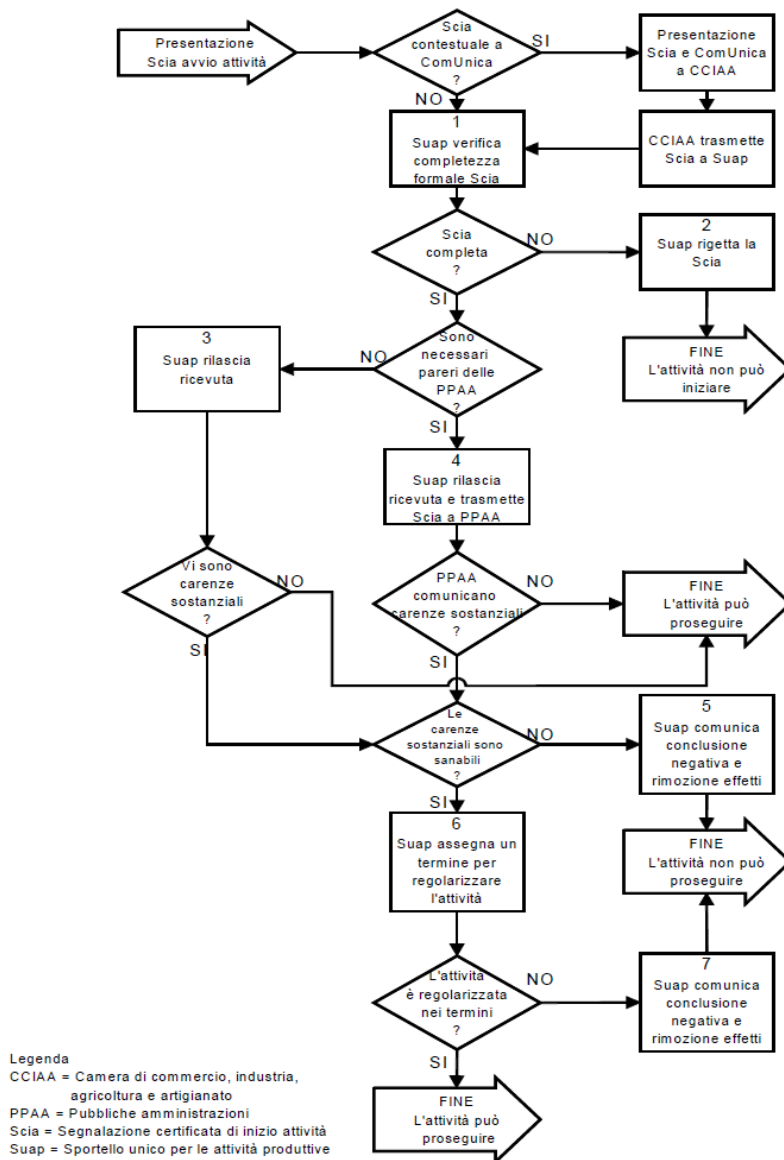 Presentazione
Scia avvio attività
Scia
contestuale a
ComUnica
?
SI
Presentazione
Scia e ComUnica
a CCIAA
NO
1
Suap verifica
completezza
formale Scia
CCIAA trasmette
Scia a Suap
Scia
completa
?
NO
2
Suap rigetta la
Scia
SI
3
Suap rilascia
ricevuta
NO
Sono
necessari
pareri delle
PPAA
?
FINE
L'attività non può
iniziare
SI
4
Suap rilascia
ricevuta e trasmette
Scia a PPAA
Vi sono
carenze
sostanziali
?
NO
PPAA
comunicano
carenze sostanziali
?
NO
FINE
L'attività può
proseguire
SI
SI
Le
carenze
sostanziali sono
sanabili
?
NO
5
Suap comunica
conclusione
negativa e
rimozione effetti
SI
6
Suap assegna un
termine per
regolarizzare
l'attività
FINE
L'attività non può
proseguire
L'attività
è regolarizzata
nei termini
?
NO
7
Suap comunica
conclusione
negativa e
rimozione effetti
SI
FINE
L'attività può
proseguire
Legenda
CCIAA = Camera di commercio, industria,
agricoltura e artigianato
PPAA = Pubbliche amministrazioni
Scia = Segnalazione certificata di inizio attività
Suap = Sportello unico per le attività produttive